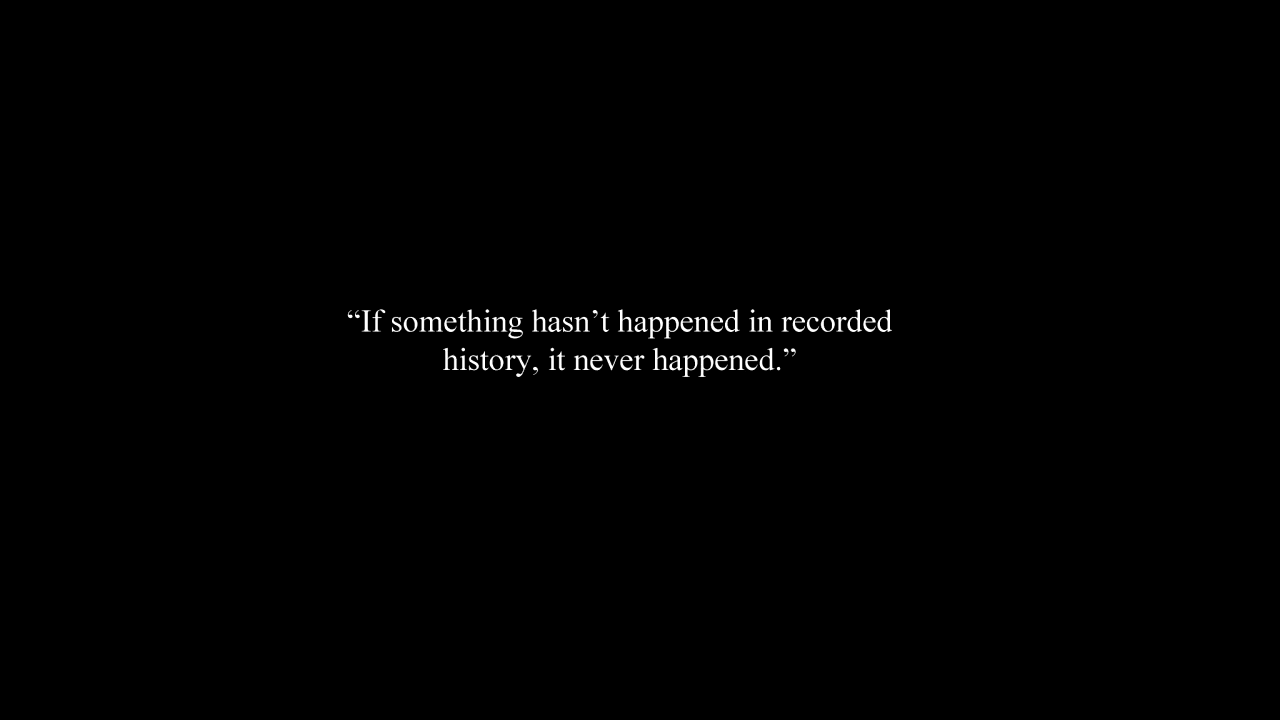 “If something hasn’t happened in recorded
history, it never happened.”